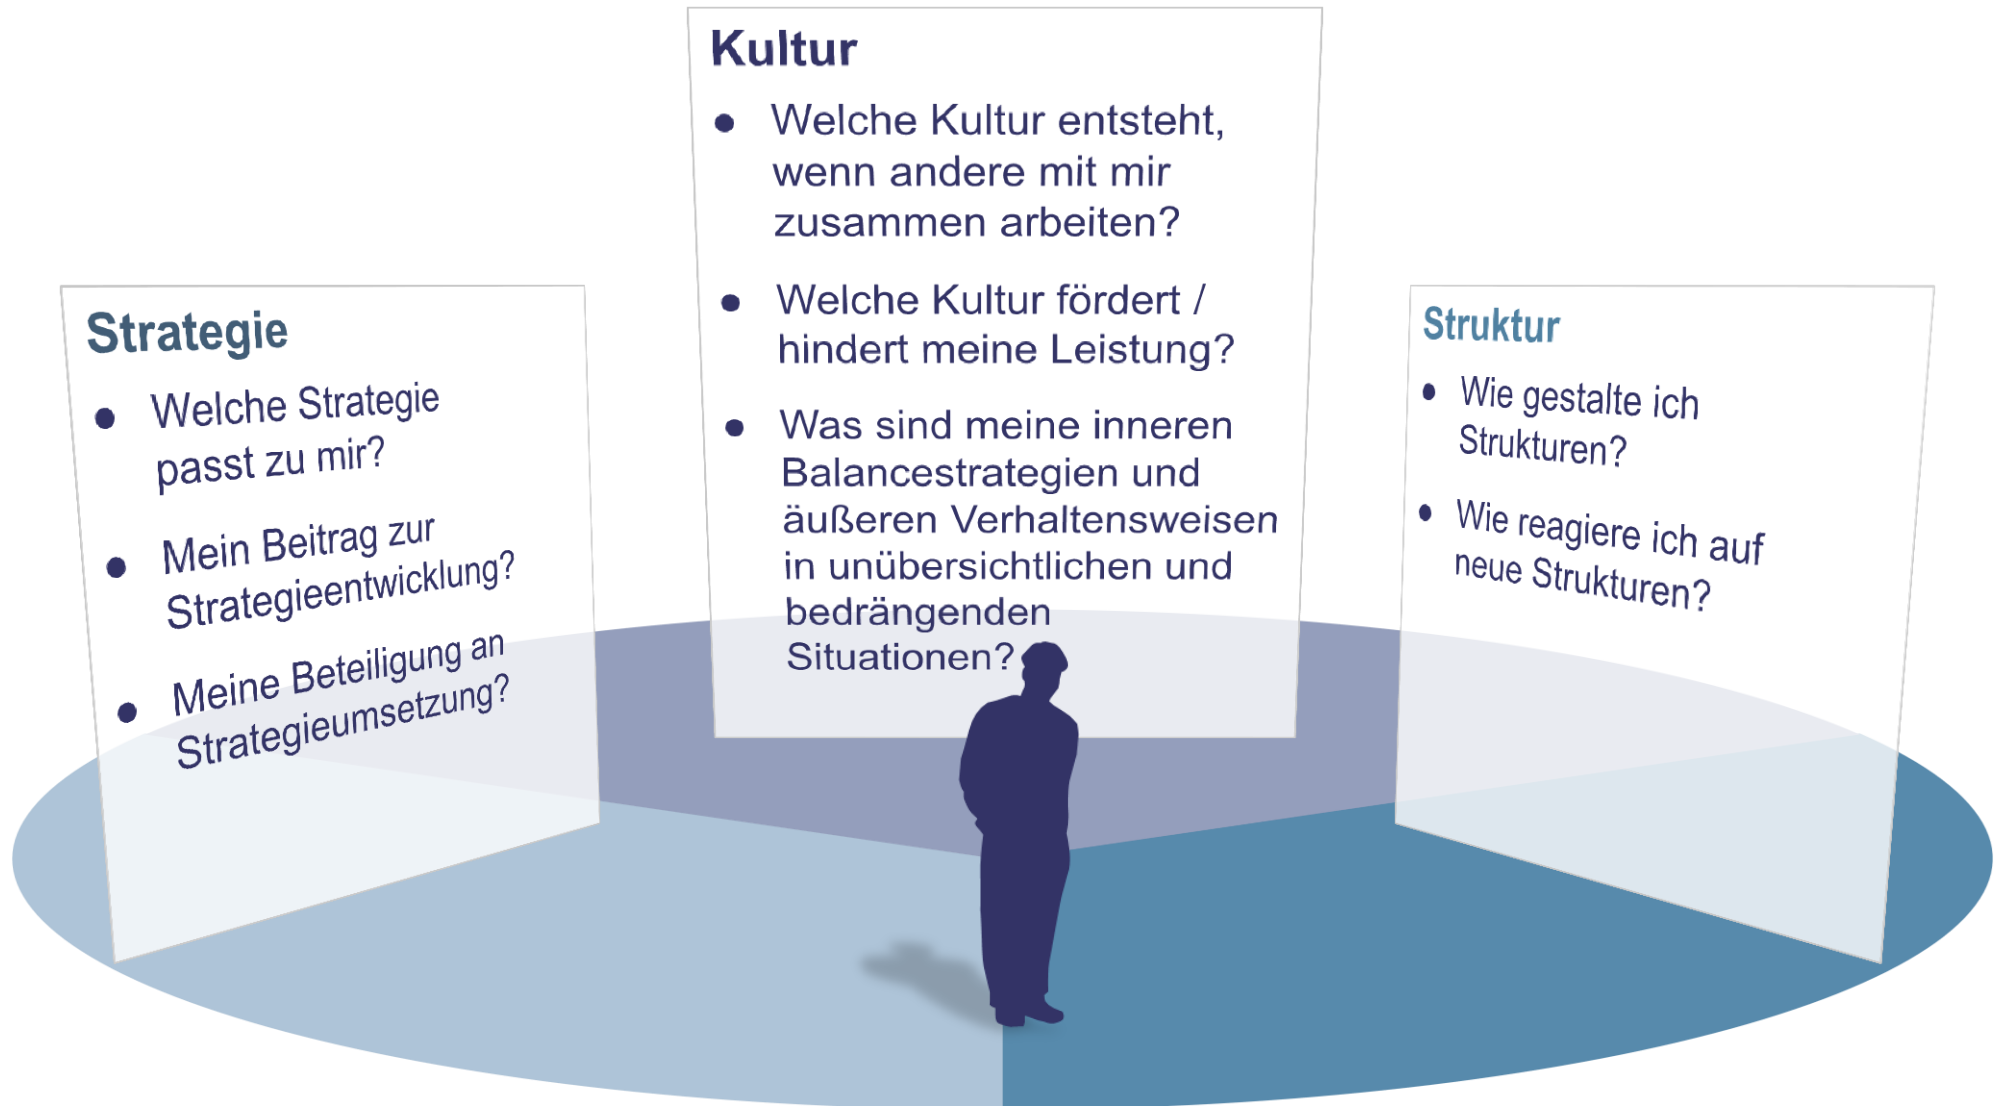 Kultur
• Welche Kultur entsteht,
wenn andere mit mir
zusammen arbeiten?
• Welche Kultur fördert /
hindert meine Leistung?
• Was sind meine inneren
Balancestrategien und
äußeren Verhaltensweisen
in unübersichtlichen und
bedrängenden
Situationen?
Strategie
• Welche Strategie
passt zu mir?
• Mein Beitrag zur
Strategieentwicklung?
• Meine Beteiligung an
Strategieumsetzung?
Struktur
• Wie gestalte ich
Strukturen?
• Wie reagiere ich auf
neue Strukturen?